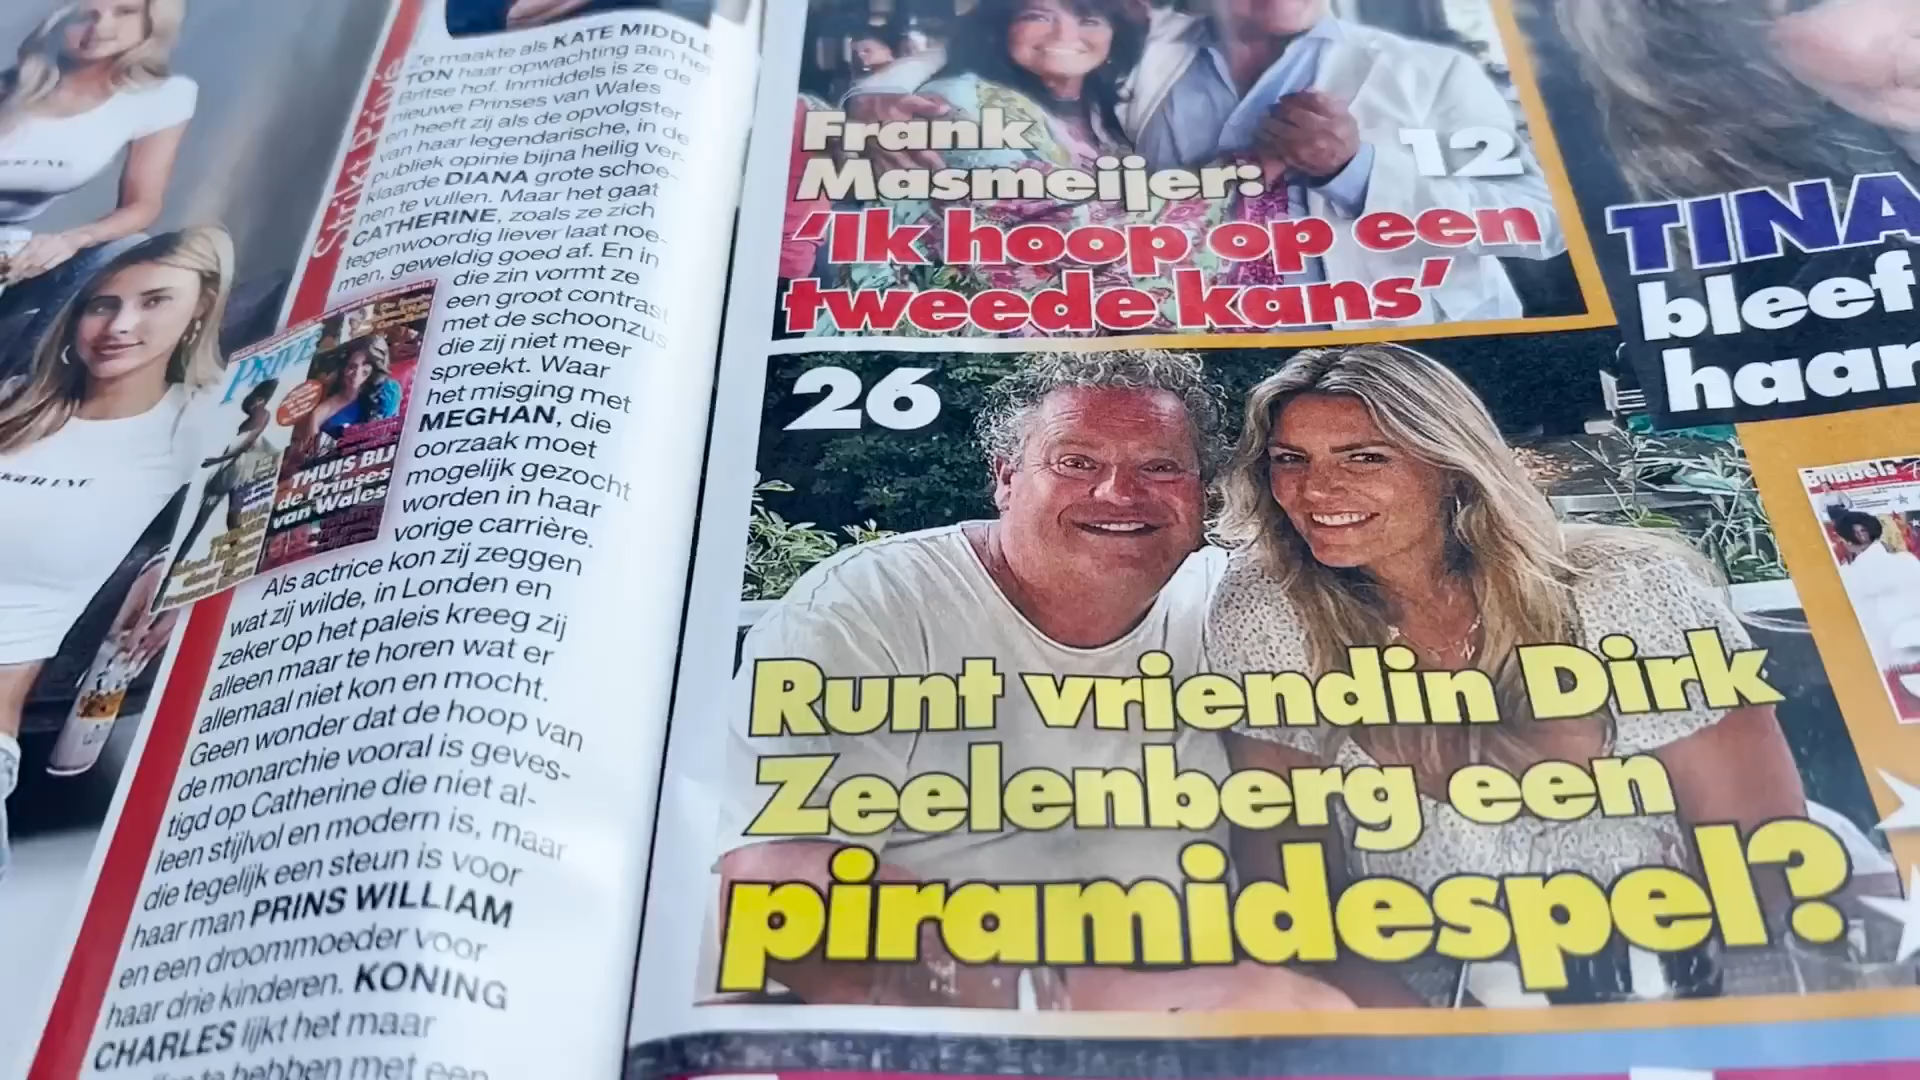 Strikt Privé
Ze maakte als KATE MIDDLE
TON haar opwachting aan het
Britse hof. Inmiddels is ze de
nieuwe Prinses van Wales
en heeft zij als de opvolgster
van haar legendarische, in de
publiek opinie bijna heilig ver-
klaarde DIANA grote schoe-
nen te vullen. Maar het gaat
CATHERINE, zoals ze zich
tegenwoordig liever laat noe-
men, geweldig goed af. En in
die zin vormt ze
een groot contrast
met de schoonzus
die zij niet meer
spreekt. Waar
het misging met
MEGHAN, die
oorzaak moet
mogelijk gezocht
worden in haar
vorige carrière.
Als actrice kon zij zeggen
wat zij wilde, in Londen en
zeker op het paleis kreeg zij
alleen maar te horen wat er
allemaal niet kon en mocht.
Geen wonder dat de hoop van
de monarchie vooral is geves-
tigd op Catherine die niet al-
leen stijlvol en modern is, maar
die tegelijk een steun is voor
haar man PRINS WILLIAM
en een droommoeder voor
haar drie kinderen. KONING
CHARLES lijkt het maar
te hebben met een
PRIVÉ
THUIS BIJ
de Prinses
van Wales
Frank
Masmeijer:
12
'Ik hoop op een
tweede kans'
26
Runt vriendin Dirk
Zeelenberg een
piramidespel?
TINA
bleef
haar
Brabbels